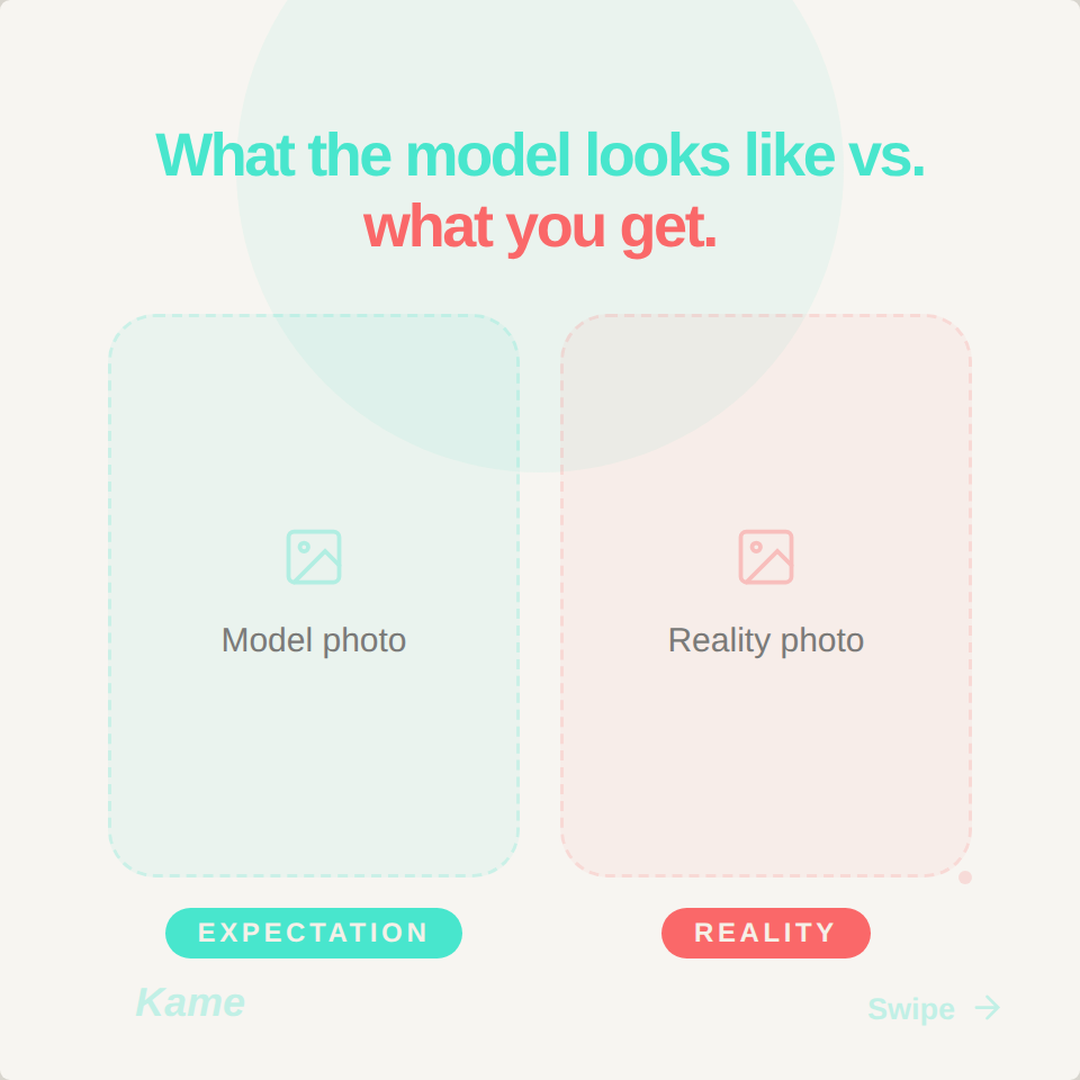 What the model looks like vs.
what you get.
Model photo
Reality photo
EXPECTATION
REALITY
Kame
Swipe →